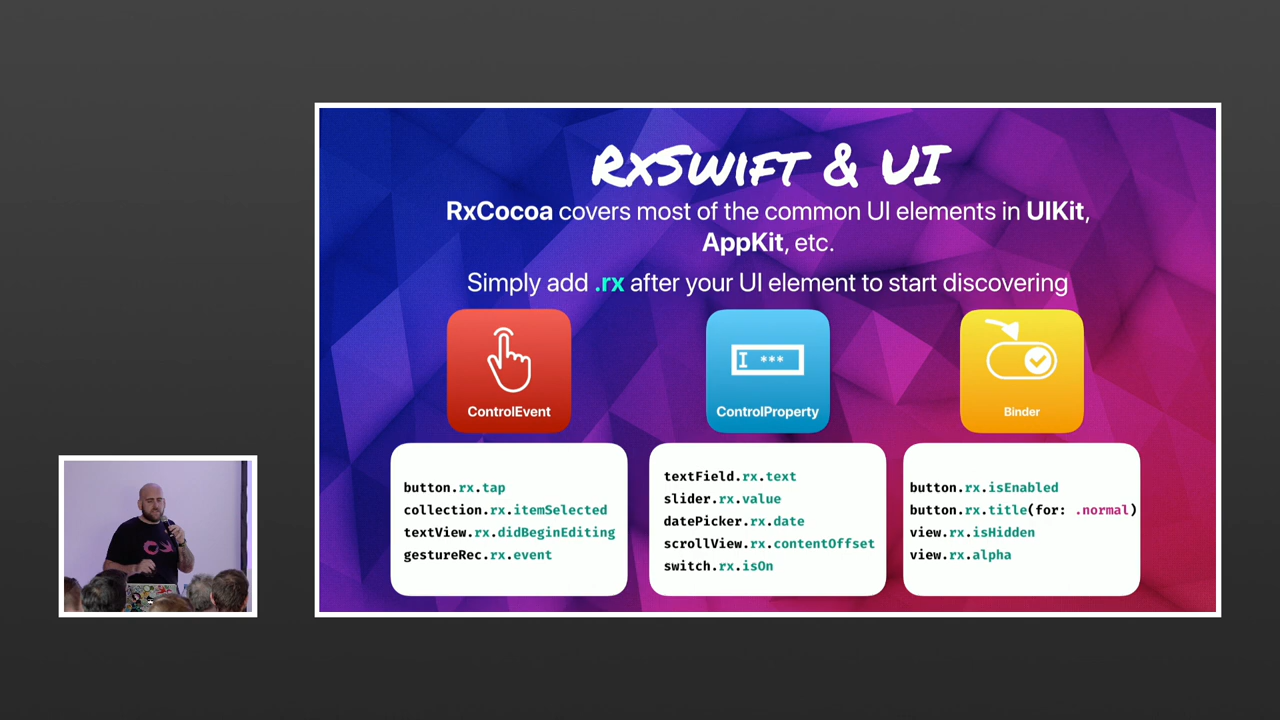 RxSwift & UI
RxCocoa covers most of the common UI elements in UIKit,
AppKit, etc.
Simply add .rx after your UI element to start discovering
***
ControlEvent
ControlProperty
Binder
button.rx.tap
collection.rx.itemSelected
textView.rx.didBeginEditing
gestureRec.rx.event
textField.rx.text
slider.rx.value
datePicker.rx.date
scrollView.rx.contentOffset
switch.rx.isOn
button.rx.isEnabled
button.rx.title(for: .normal)
view.rx.isHidden
view.rx.alpha